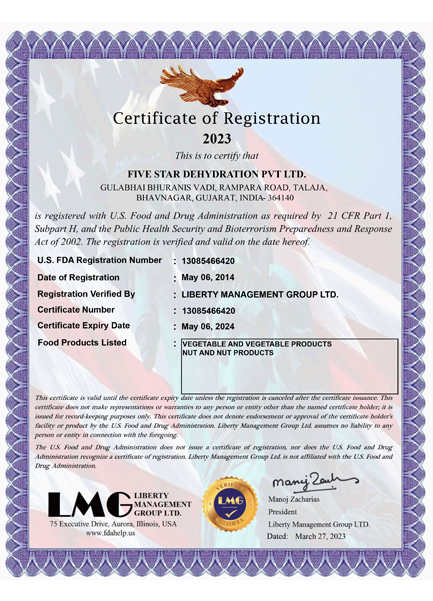 Certificate of Registration
2023
This is to certify that
FIVE STAR DEHYDRATION PVT LTD.
GULABHAI BHURANIS VADI, RAMPARA ROAD, TALAJA,
BHAVNAGAR, GUJARAT, INDIA- 364140
is registered with U.S. Food and Drug Administration as required by 21 CFR Part 1,
Subpart H, and the Public Health Security and Bioterrorism Preparedness and Response
Act of 2002. The registration is verified and valid on the date hereof.
U.S. FDA Registration Number : 13085466420
Date of Registration : May 06, 2014
Registration Verified By : LIBERTY MANAGEMENT GROUP LTD.
Certificate Number : 13085466420
Certificate Expiry Date : May 06, 2024
Food Products Listed : VEGETABLE AND VEGETABLE PRODUCTS
NUT AND NUT PRODUCTS
This certificate is valid until the certificate expiry date unless the registration is canceled after the certificate issuance. This
certificate does not make representations or warranties to any person or entity other than the named certificate holder; it is
issued for record-keeping purposes only. This certificate does not denote endorsement or approval of the certificate holder's
facility or product by the U.S. Food and Drug Administration. Liberty Management Group Ltd. assumes no liability to any
person or entity in connection with the foregoing.
The U.S. Food and Drug Administration does not issue a certificate of registration, nor does the U.S. Food and Drug
Administration recognize a certificate of registration. Liberty Management Group Ltd. is not affiliated with the U.S. Food and
Drug Administration.
LMG LIBERTY
MANAGEMENT
GROUP LTD.
75 Executive Drive, Aurora, Illinois, USA
www.fdahelp.us
VERIFIED
LMG
Manoj Zacharias
President
Liberty Management Group LTD.
Dated: March 27, 2023